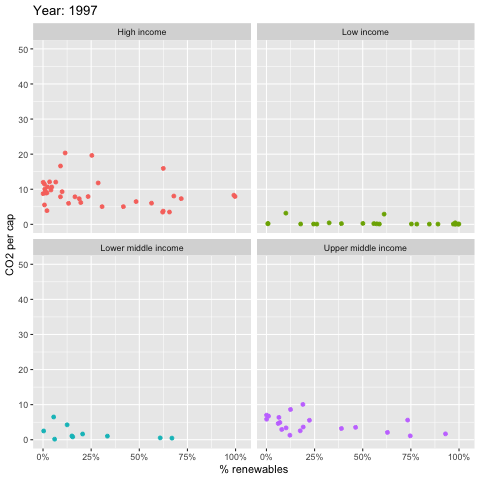 Year: 1997
High income
Low income
50
40
30
20
10
0
CO2 per cap
Lower middle income
Upper middle income
50
40
30
20
10
0
0% 25% 50% 75% 100% 0% 25% 50% 75% 100%
% renewables